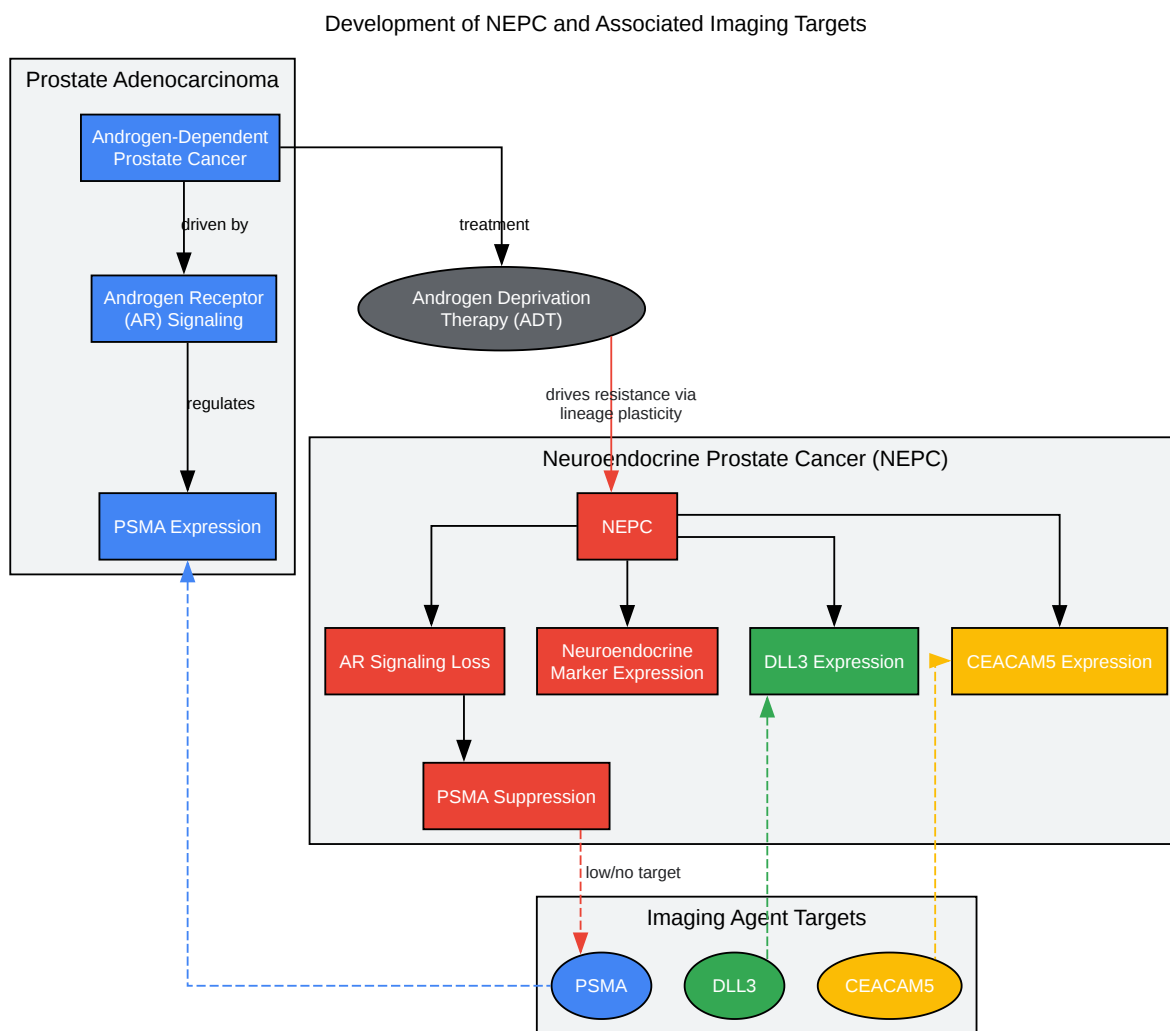 Development of NEPC and Associated Imaging Targets
Prostate Adenocarcinoma
Androgen-Dependent
Prostate Cancer
driven by
treatment
Androgen Receptor
(AR) Signaling
Androgen Deprivation
Therapy (ADT)
regulates
drives resistance via
lineage plasticity
Neuroendocrine Prostate Cancer (NEPC)
PSMA Expression
NEPC
AR Signaling Loss
Neuroendocrine
Marker Expression
DLL3 Expression
CEACAM5 Expression
PSMA Suppression
low/no target
Imaging Agent Targets
PSMA
DLL3
CEACAM5